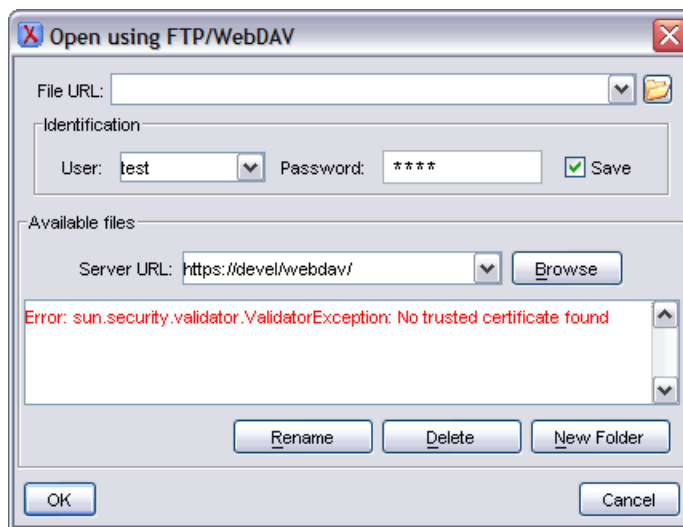 Open using FTP/WebDAV
File URL:
Identification
User: test Password: **** Save
Available files
Server URL: https://devel/webdav/ Browse
Error: sun.security.validator.ValidatorException: No trusted certificate found
Rename Delete New Folder
OK Cancel